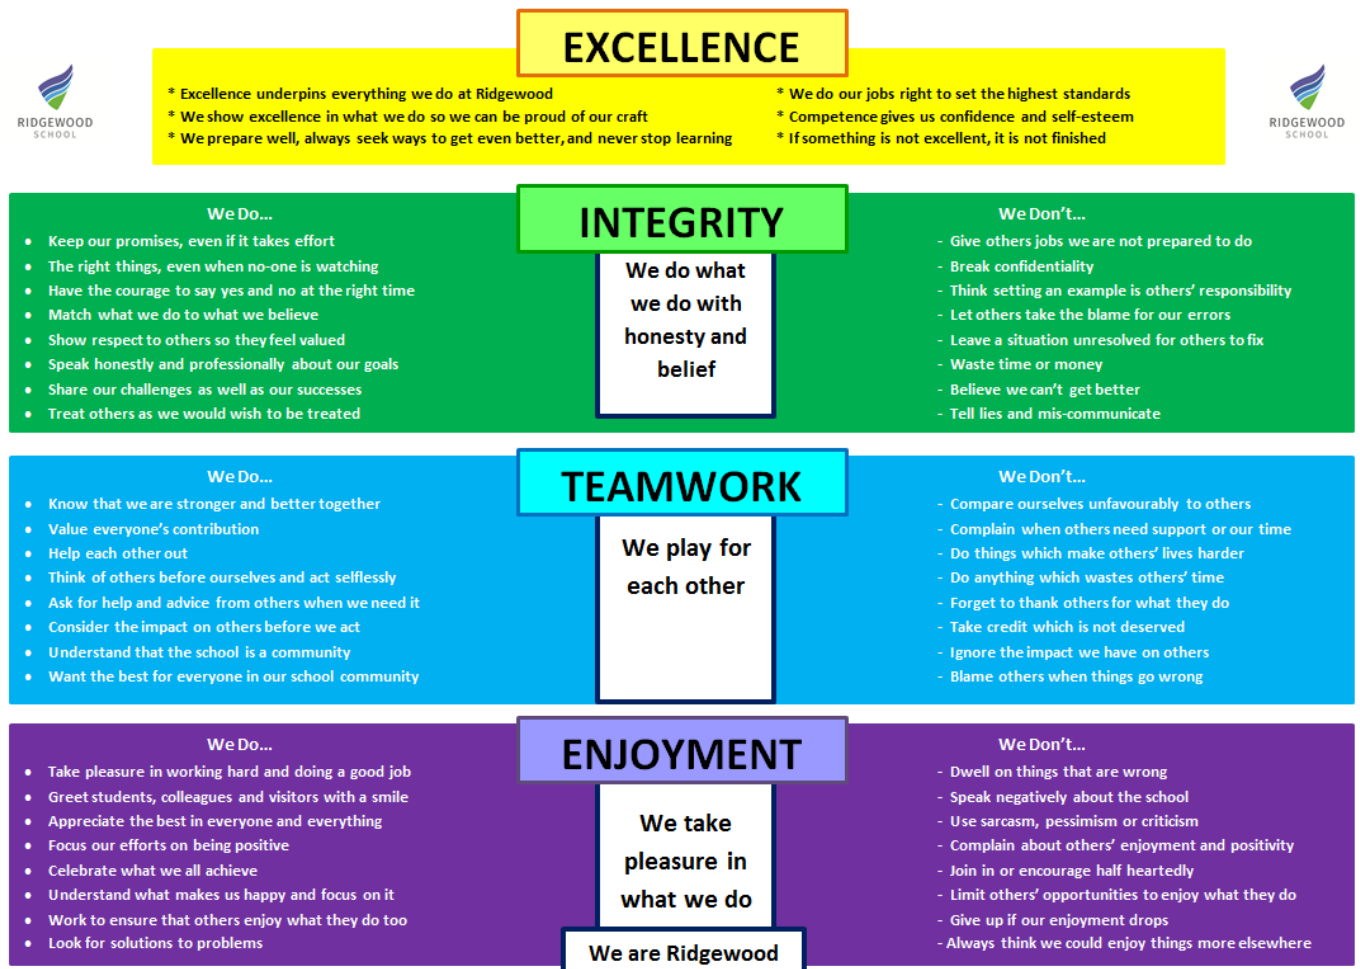 EXCELLENCE
RIDGEWOOD
SCHOOL
* Excellence underpins everything we do at Ridgewood
* We show excellence in what we do so we can be proud of our craft
* We prepare well, always seek ways to get even better, and never stop learning
* We do our jobs right to set the highest standards
* Competence gives us confidence and self-esteem
* If something is not excellent, it is not finished
RIDGEWOOD
SCHOOL
INTEGRITY
We do what
we do with
honesty and
belief
We Do...
• Keep our promises, even if it takes effort
• The right things, even when no-one is watching
• Have the courage to say yes and no at the right time
• Match what we do to what we believe
• Show respect to others so they feel valued
• Speak honestly and professionally about our goals
• Share our challenges as well as our successes
• Treat others as we would wish to be treated
We Don't...
- Give others jobs we are not prepared to do
- Break confidentiality
- Think setting an example is others' responsibility
- Let others take the blame for our errors
- Leave a situation unresolved for others to fix
- Waste time or money
- Believe we can't get better
- Tell lies and mis-communicate
TEAMWORK
We play for
each other
We Do...
• Know that we are stronger and better together
• Value everyone's contribution
• Help each other out
• Think of others before ourselves and act selflessly
• Ask for help and advice from others when we need it
• Consider the impact on others before we act
• Understand that the school is a community
• Want the best for everyone in our school community
We Don't...
- Compare ourselves unfavourably to others
- Complain when others need support or our time
- Do things which make others' lives harder
- Do anything which wastes others' time
- Forget to thank others for what they do
- Take credit which is not deserved
- Ignore the impact we have on others
- Blame others when things go wrong
ENJOYMENT
We take
pleasure in
what we do
We Do...
• Take pleasure in working hard and doing a good job
• Greet students, colleagues and visitors with a smile
• Appreciate the best in everyone and everything
• Focus our efforts on being positive
• Celebrate what we all achieve
• Understand what makes us happy and focus on it
• Work to ensure that others enjoy what they do too
• Look for solutions to problems
We Don't...
- Dwell on things that are wrong
- Speak negatively about the school
- Use sarcasm, pessimism or criticism
- Complain about others' enjoyment and positivity
- Join in or encourage half heartedly
- Limit others' opportunities to enjoy what they do
- Give up if our enjoyment drops
- Always think we could enjoy things more elsewhere
We are Ridgewood